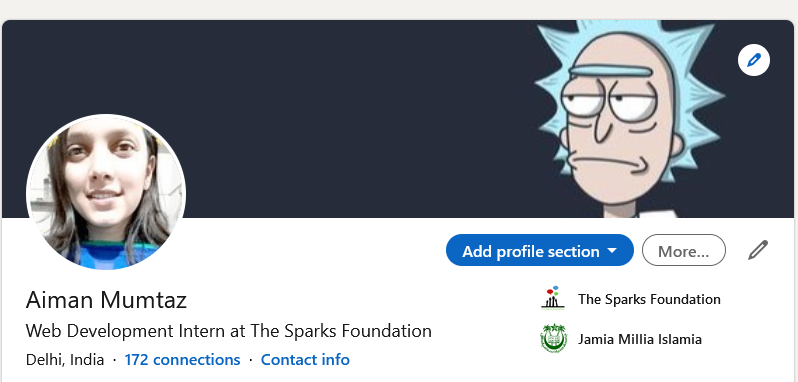 Add profile section
More...
Aiman Mumtaz
The Sparks Foundation
Web Development Intern at The Sparks Foundation
Jamia Millia Islamia
Delhi, India · 172 connections · Contact info